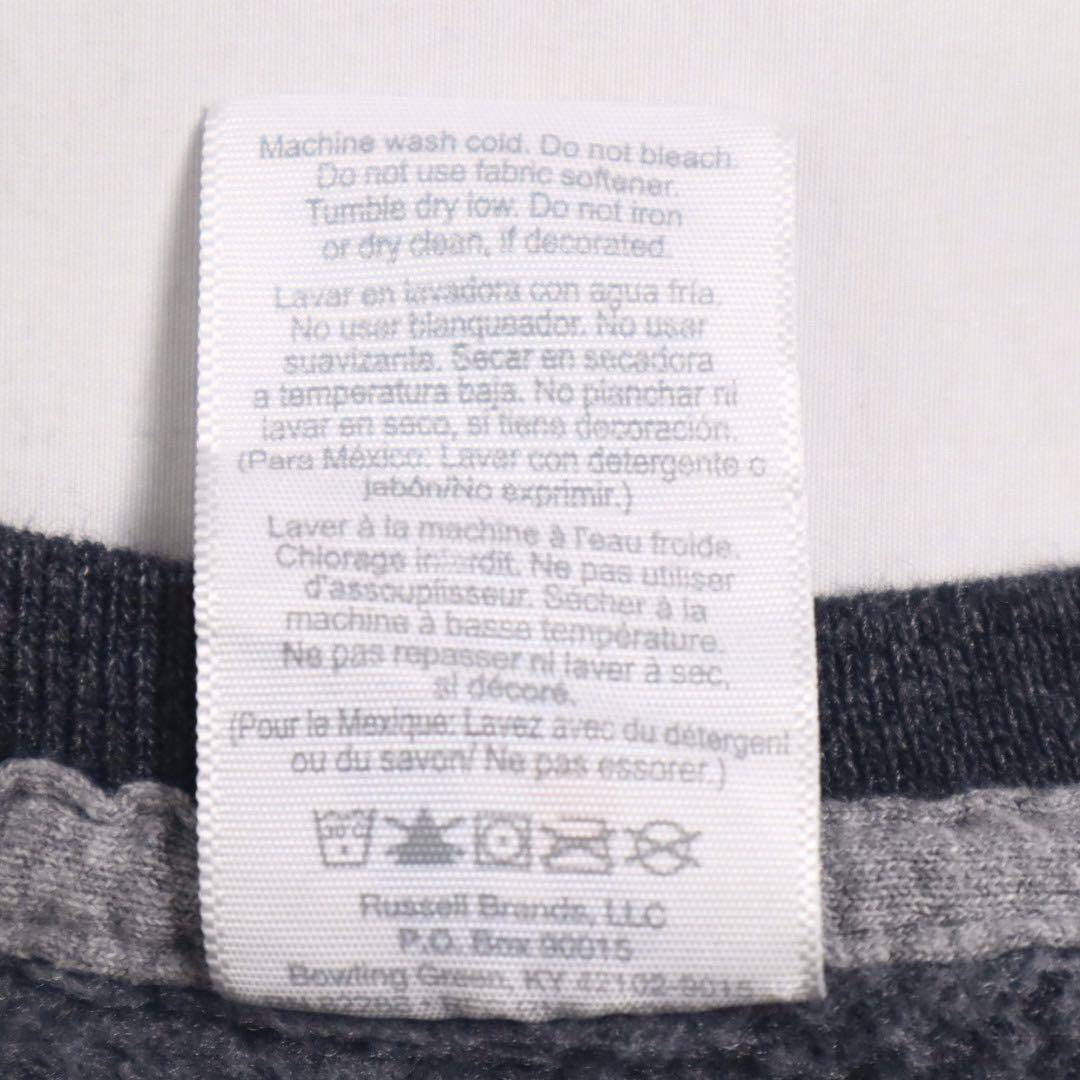 Machine wash cold. Do not bleach.
Do not use fabric softener.
Tumble dry low. Do not iron
or dry clean, if decorated.
Lavar en lavadora con agua fría.
No usar blanqueador. No usar
suavizante. Secar en secadora
a temperatura baja. No planchar ni
lavar en seco, si tiene decoración.
(Para México: Lavar con detergente o
jabón/No exprimir.)
Laver à la machine à l'eau froide.
Chlorage interdit. Ne pas utiliser
d'assouplisseur. Sécher à la
machine à basse température.
Ne pas repasser ni laver à sec,
si décoré.
(Pour le Mexique: Lavez avec du détergent
ou du savon/ Ne pas essorer.)
30°C
Russell Brands, LLC
P.O. Box 90015
Bowling Green, KY 42102-9015